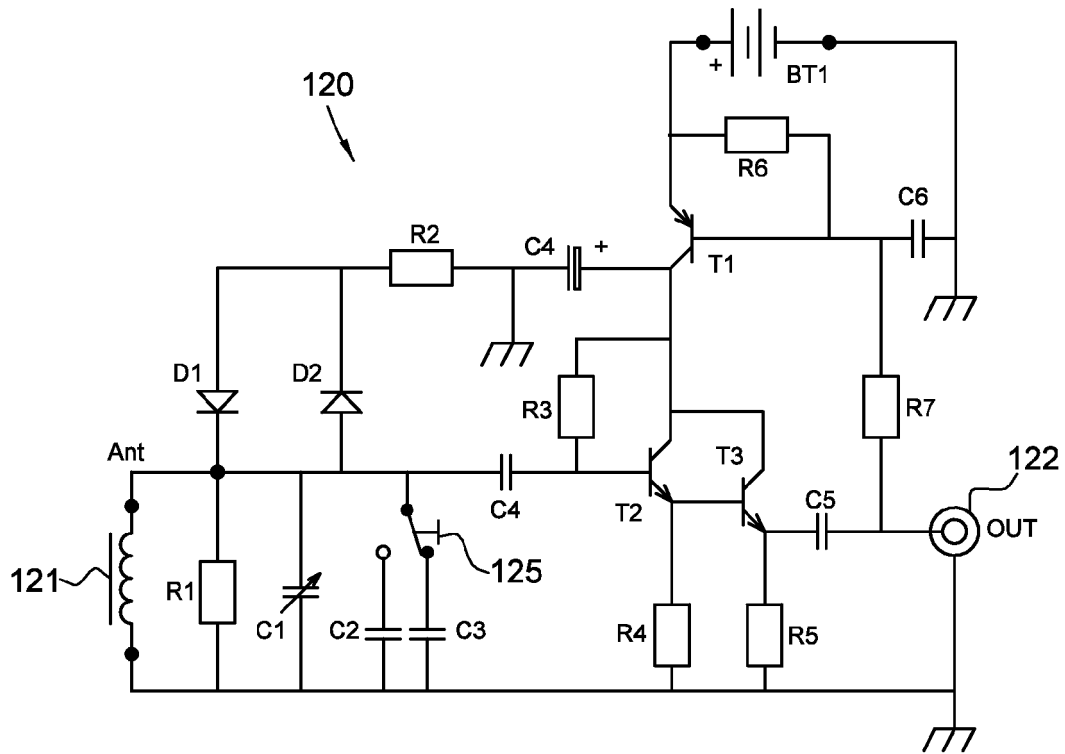 +
BT1
120
R6
C6
R2
C4
+
T1
D1
D2
R3
R7
Ant
T3
122
T2
C4
C5
OUT
121
R1
125
C1
C2
C3
R4
R5